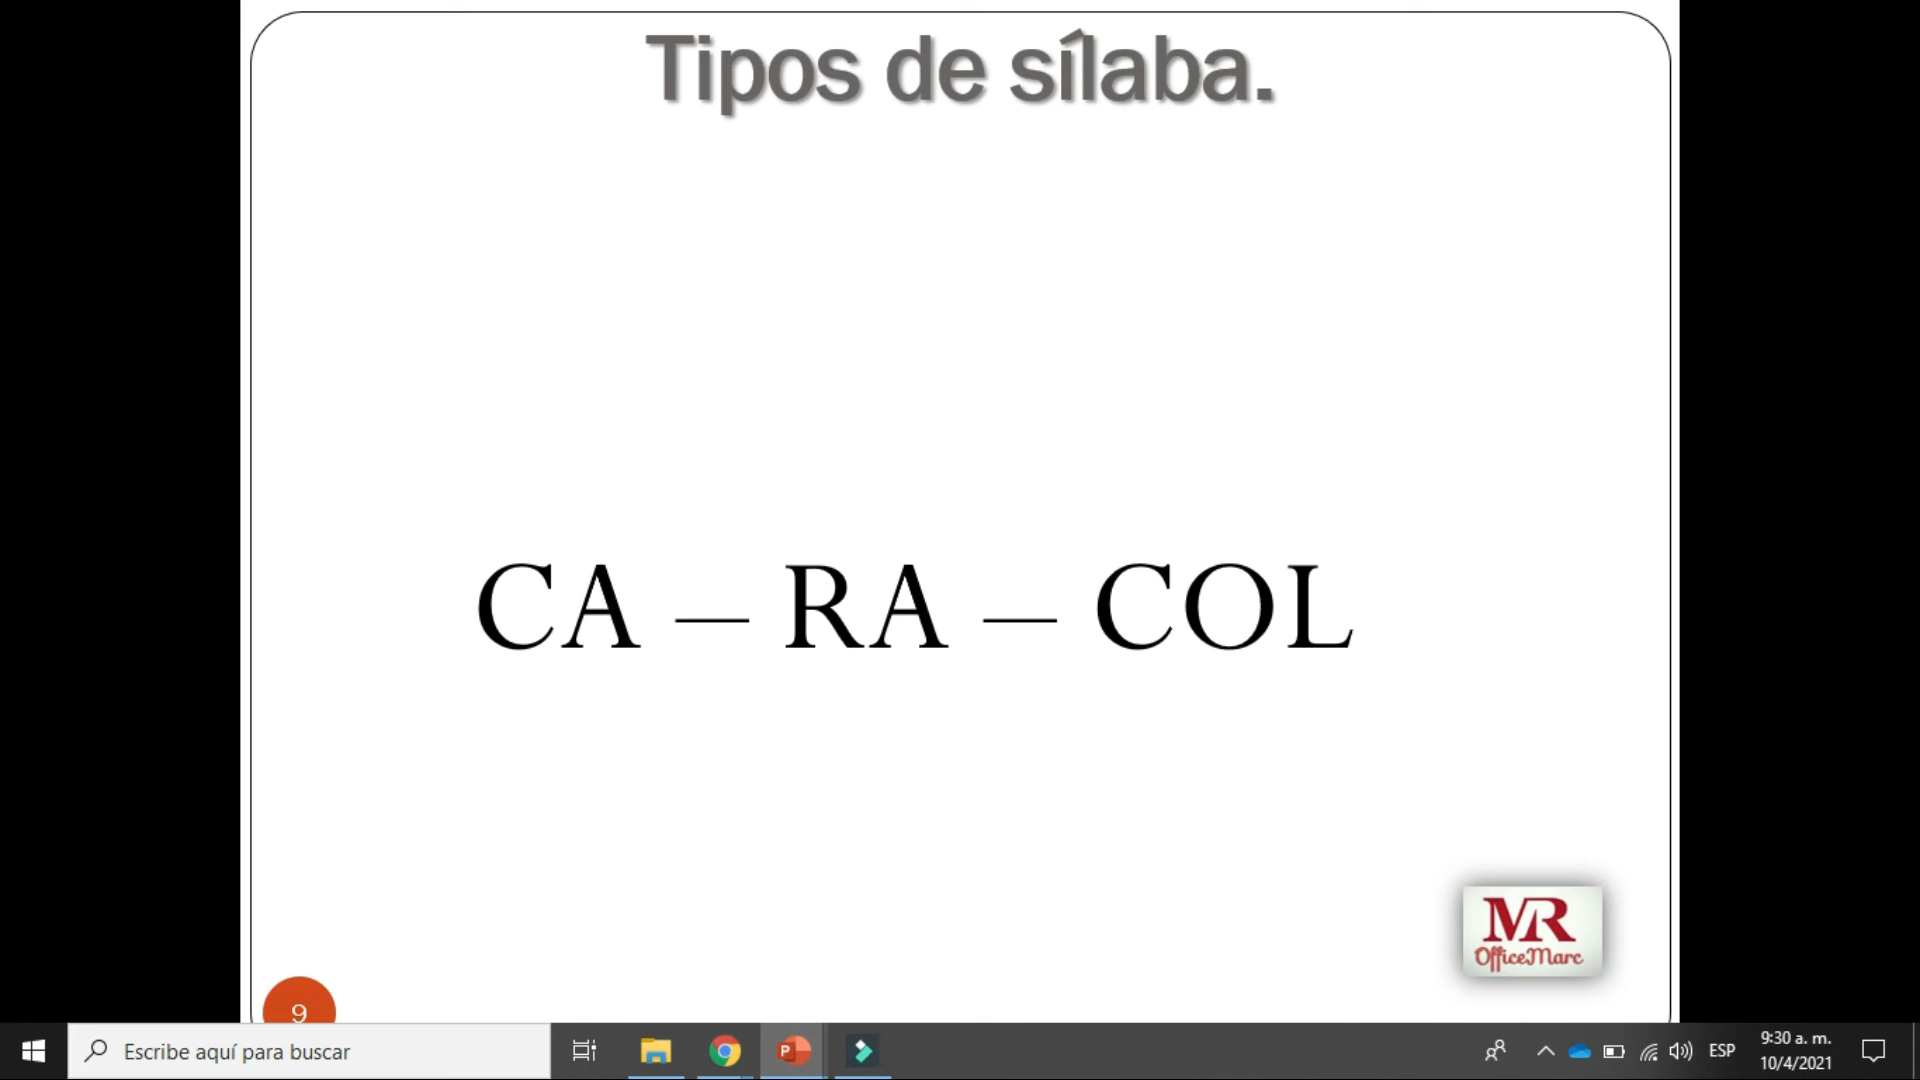 Tipos de sílaba.
CA – RA – COL
MR
OfficeMarc
9
Escribe aquí para buscar
ESP
9:30 a. m.
10/4/2021